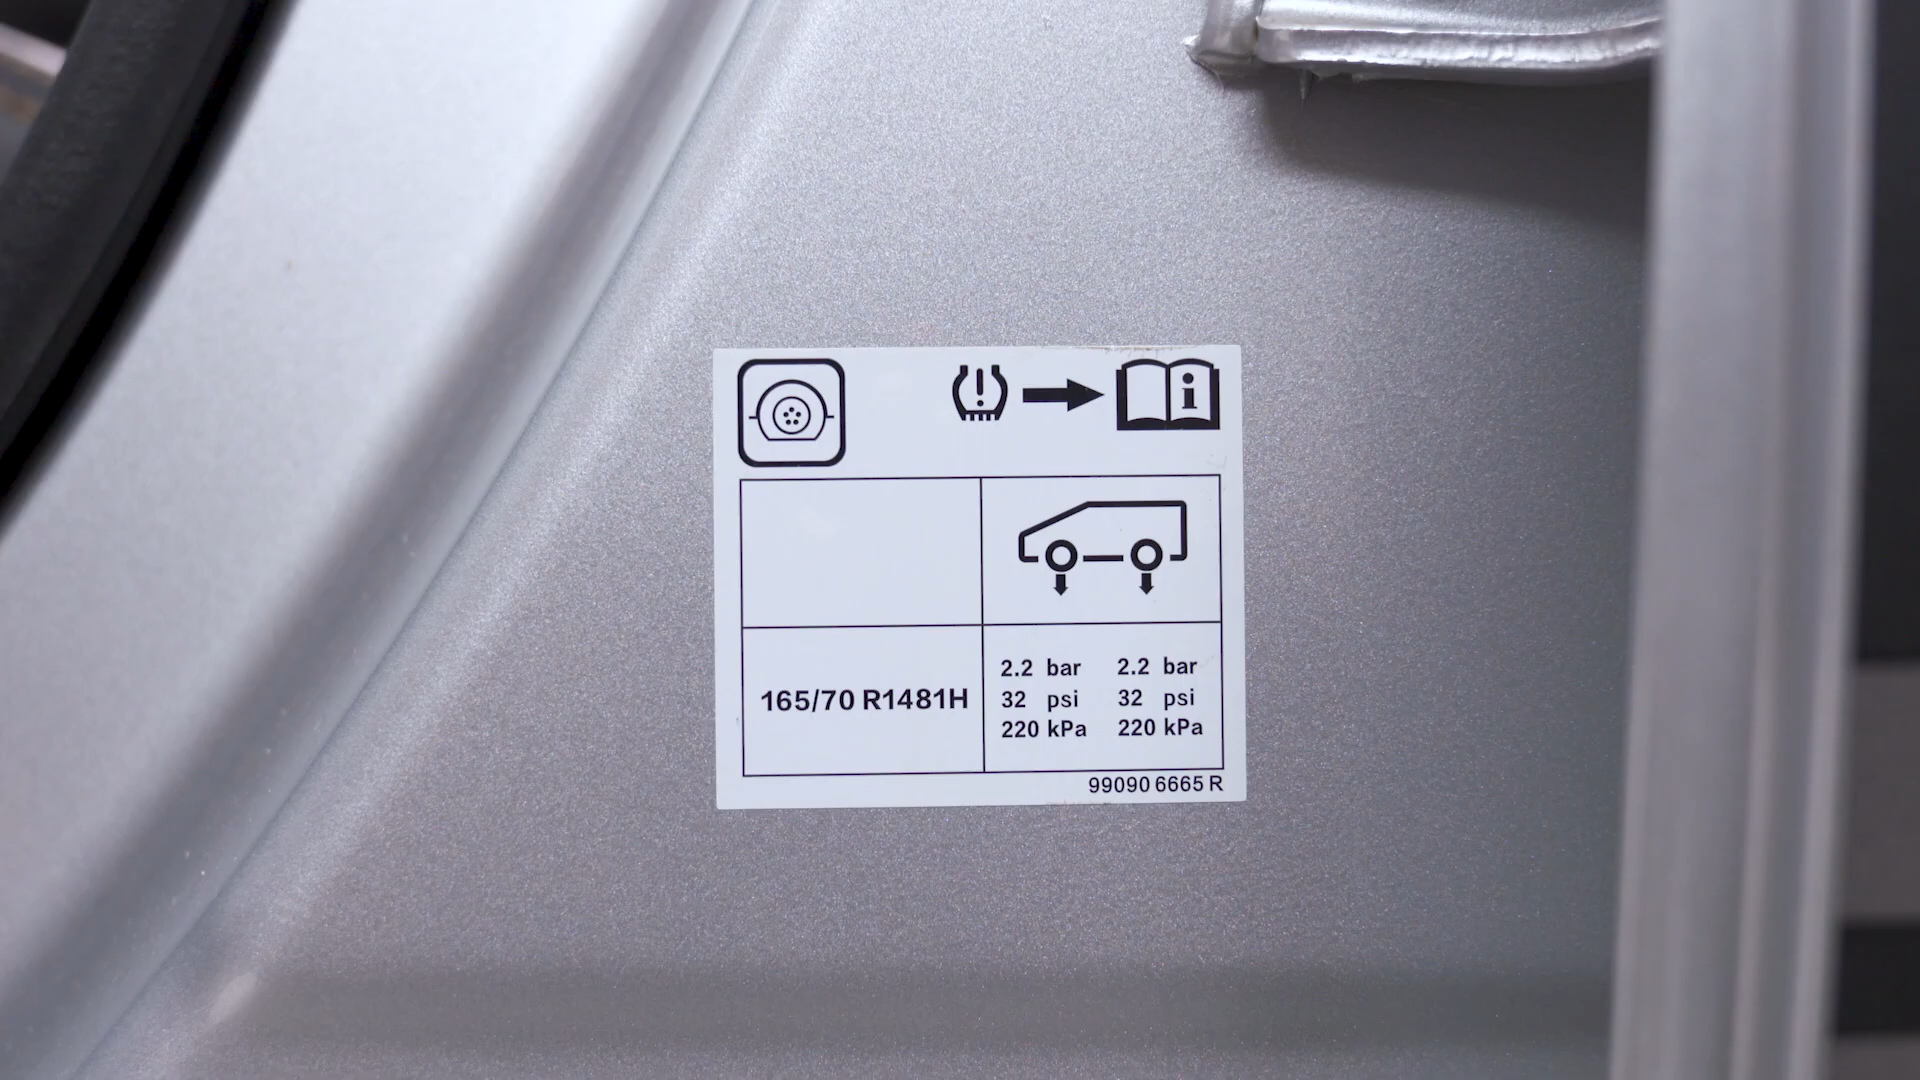 165/70 R1481H
2.2 bar 2.2 bar
32 psi 32 psi
220 kPa 220 kPa
99090 6665 R